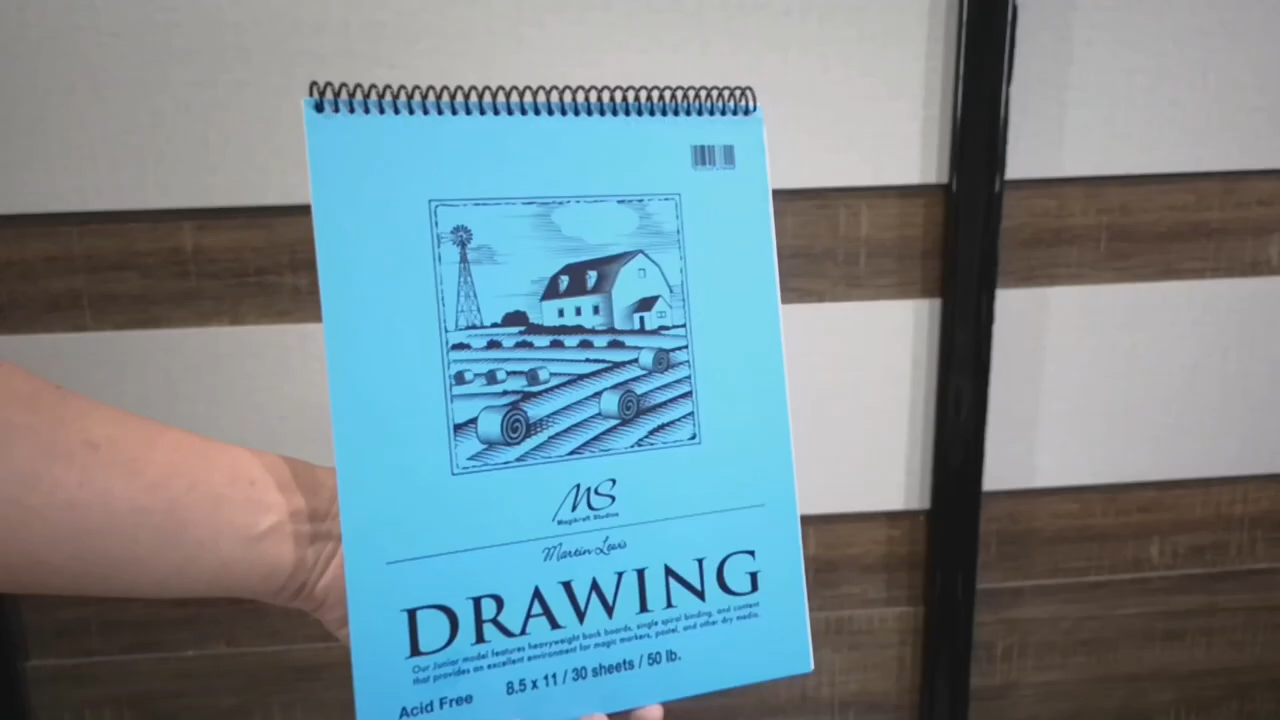 MS
Magikraft Studios
Martin Lewis
DRAWING
Our Junior model features heavyweight back boards, single spiral binding, and content
that provides an excellent environment for magic markers, pastel, and other dry media.
Acid Free
8.5 x 11 / 30 sheets / 50 lb.